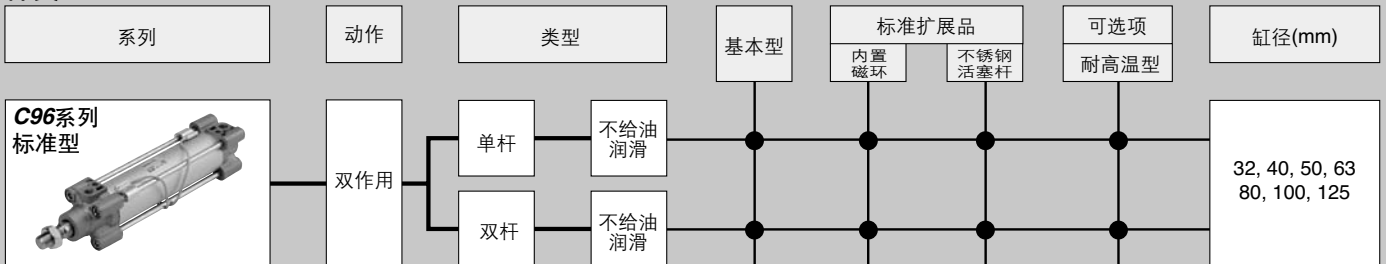 系列
动作
类型
基本型
标准扩展品
内置
磁环
不锈钢
活塞杆
可选项
耐高温型
缸径(mm)
C96系列
标准型
双作用
单杆
不给油
润滑
双杆
不给油
润滑
32, 40, 50, 63
80, 100, 125